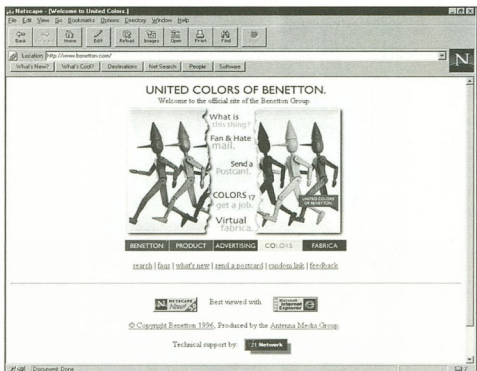 Netscape - [Welcome to United Colors.]
File Edit View Go Bookmarks Options Directory Window Help
Back Home Edit Reload Images Open Print Find
Location: http://www.benetton.com/
What's New? What's Cool! Destinations Net Search People Software
N
UNITED COLORS OF BENETTON.
Welcome to the official site of the Benetton Group.
What is
this thing?
Fan & Hate
mail.
Send a
Postcard.
COLORS 17
get a job.
Virtual
fabrica.
UNITED COLORS
OF BENETTON.
BENETTON PRODUCT ADVERTISING COLORS FABRICA
search | fans | what's new | send a postcard | random link | feedback
N NETSCAPE Now! Best viewed with Microsoft Internet Explorer
© Copyright Benetton 1996, Produced by the Antenna Media Group.
Technical support by: Network
Document: Done